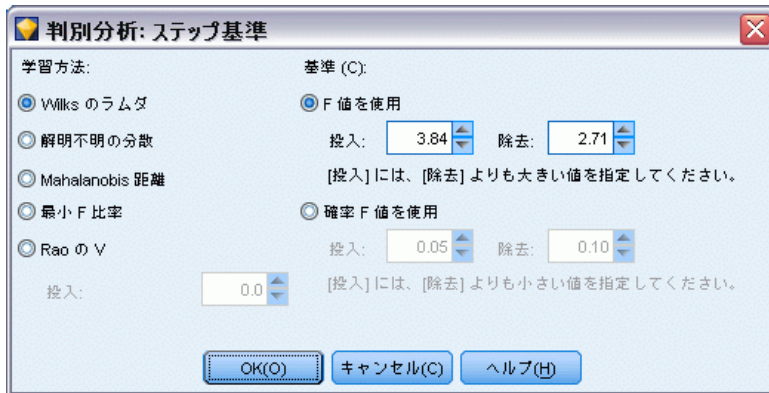 判別分析: ステップ基準
学習方法:
Wilks のラムダ
解明不明の分散
Mahalanobis 距離
最小 F 比率
Rao の V
投入: 0.0
基準 (C):
F 値を使用
投入: 3.84 除去: 2.71
[投入] には、[除去] よりも大きい値を指定してください。
確率 F 値を使用
投入: 0.05 除去: 0.10
[投入] には、[除去] よりも小さい値を指定してください。
OK(O) キャンセル(C) ヘルプ(H)